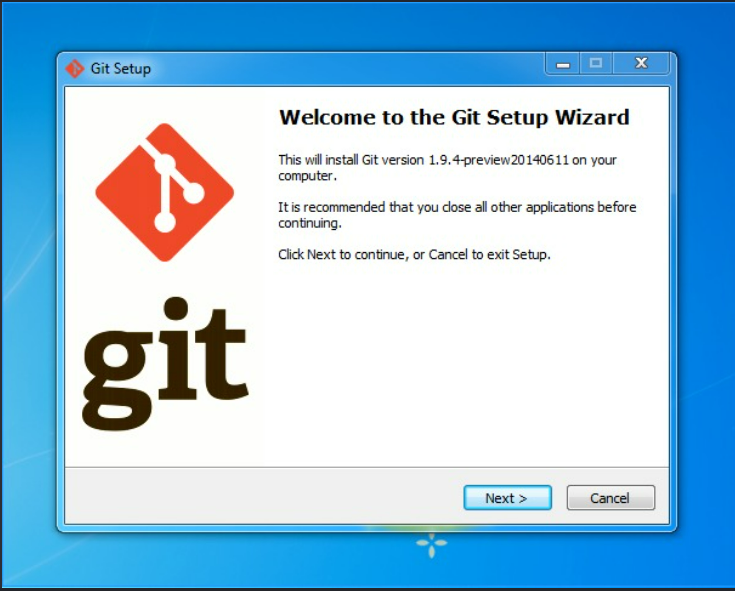 Git Setup
Welcome to the Git Setup Wizard
This will install Git version 1.9.4-preview20140611 on your
computer.
It is recommended that you close all other applications before
continuing.
Click Next to continue, or Cancel to exit Setup.
git
Next >
Cancel